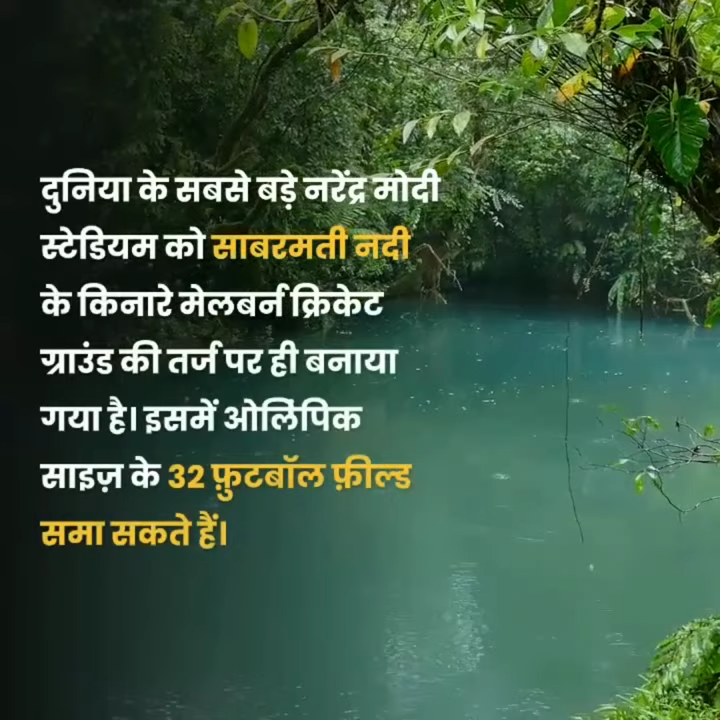 दुनिया के सबसे बड़े नरेंद्र मोदी
स्टेडियम को साबरमती नदी
के किनारे मेलबर्न क्रिकेट
ग्राउंड की तर्ज पर ही बनाया
गया है। इसमें ओलिंपिक
साइज़ के 32 फ़ुटबॉल फ़ील्ड
समा सकते हैं।